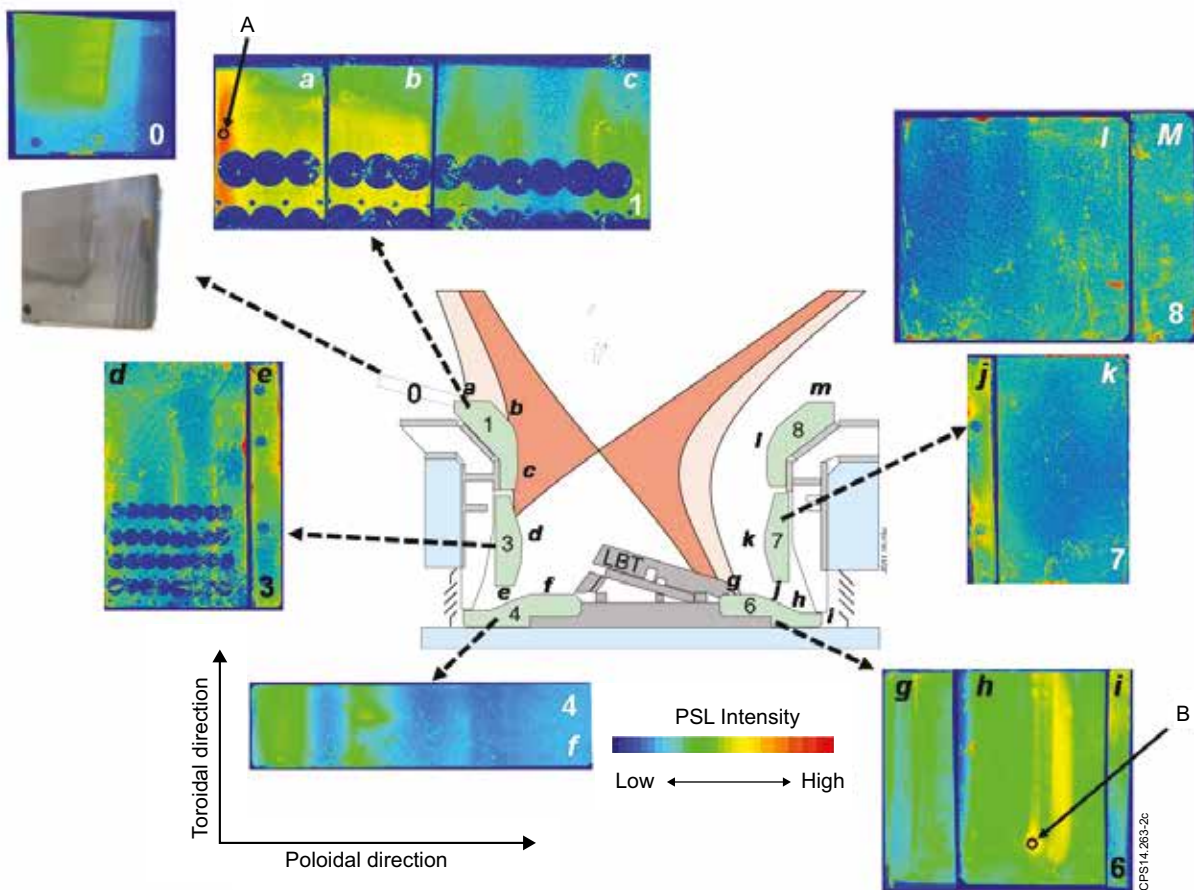 A
0
a
b
c
1
l
M
8
j
k
7
d
e
3
0
a
1
b
c
3
d
e
f
4
LBT
g
6
j
h
i
m
l
8
k
7
4
f
PSL Intensity
Low
High
g
h
i
6
B
Toroidal direction
Poloidal direction
CPS14.263-2c